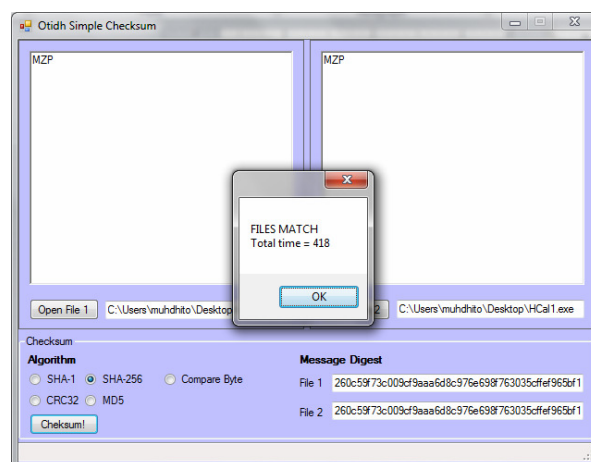 Otidh Simple Checksum
MZP
MZP
FILES MATCH
Total time = 418
OK
Open File 1
C:\Users\muhdhito\Desktop
2
C:\Users\muhdhito\Desktop\HCal1.exe
Checksum
Algorithm
SHA-1 SHA-256 Compare Byte
CRC32 MD5
Cheksum!
Message Digest
File 1 260c59f73c009cf9aaa6d8c976e698f763035cffef965bf1
File 2 260c59f73c009cf9aaa6d8c976e698f763035cffef965bf1